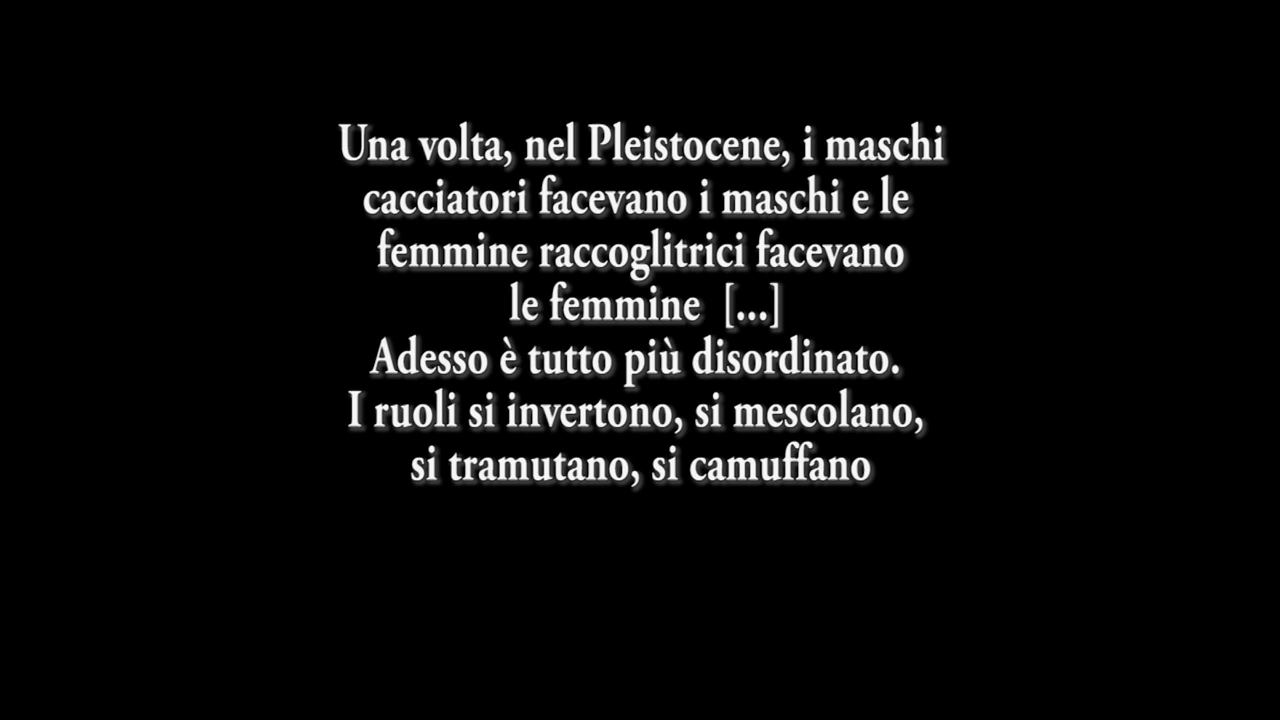 Una volta, nel Pleistocene, i maschi
cacciatori facevano i maschi e le
femmine raccoglitrici facevano
le femmine [...]
Adesso è tutto più disordinato.
I ruoli si invertono, si mescolano,
si tramutano, si camuffano